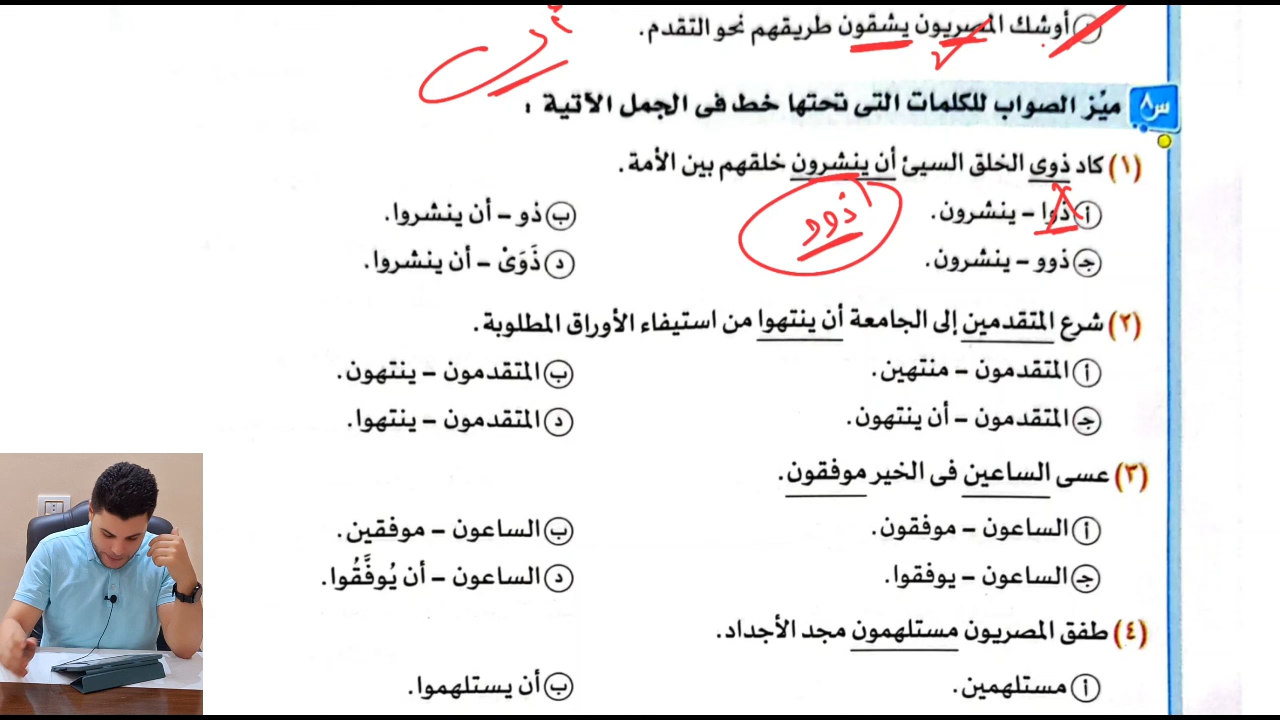 أوشك المصريون يشقون طريقهم نحو التقدم.
س٨ ميِّز الصواب للكلمات التى تحتها خط فى الجمل الآتية :
(١) كاد ذوى الخلق السيئ أن ينشرون خلقهم بين الأمة.
أ ذوا – ينشرون.
ب ذو – أن ينشروا.
ذوو
جـ ذوو – ينشرون.
د ذَوَىْ – أن ينشروا.
(٢) شرع المتقدمين إلى الجامعة أن ينتهوا من استيفاء الأوراق المطلوبة.
أ المتقدمون – منتهين.
ب المتقدمون – ينتهون.
جـ المتقدمون – أن ينتهون.
د المتقدمون – ينتهوا.
(٣) عسى الساعين فى الخير موفقون.
أ الساعون – موفقون.
ب الساعون – موفقين.
جـ الساعون – يوفقوا.
د الساعون – أن يُوفَّقُوا.
(٤) طفق المصريون مستلهمون مجد الأجداد.
أ مستلهمين.
ب أن يستلهموا.